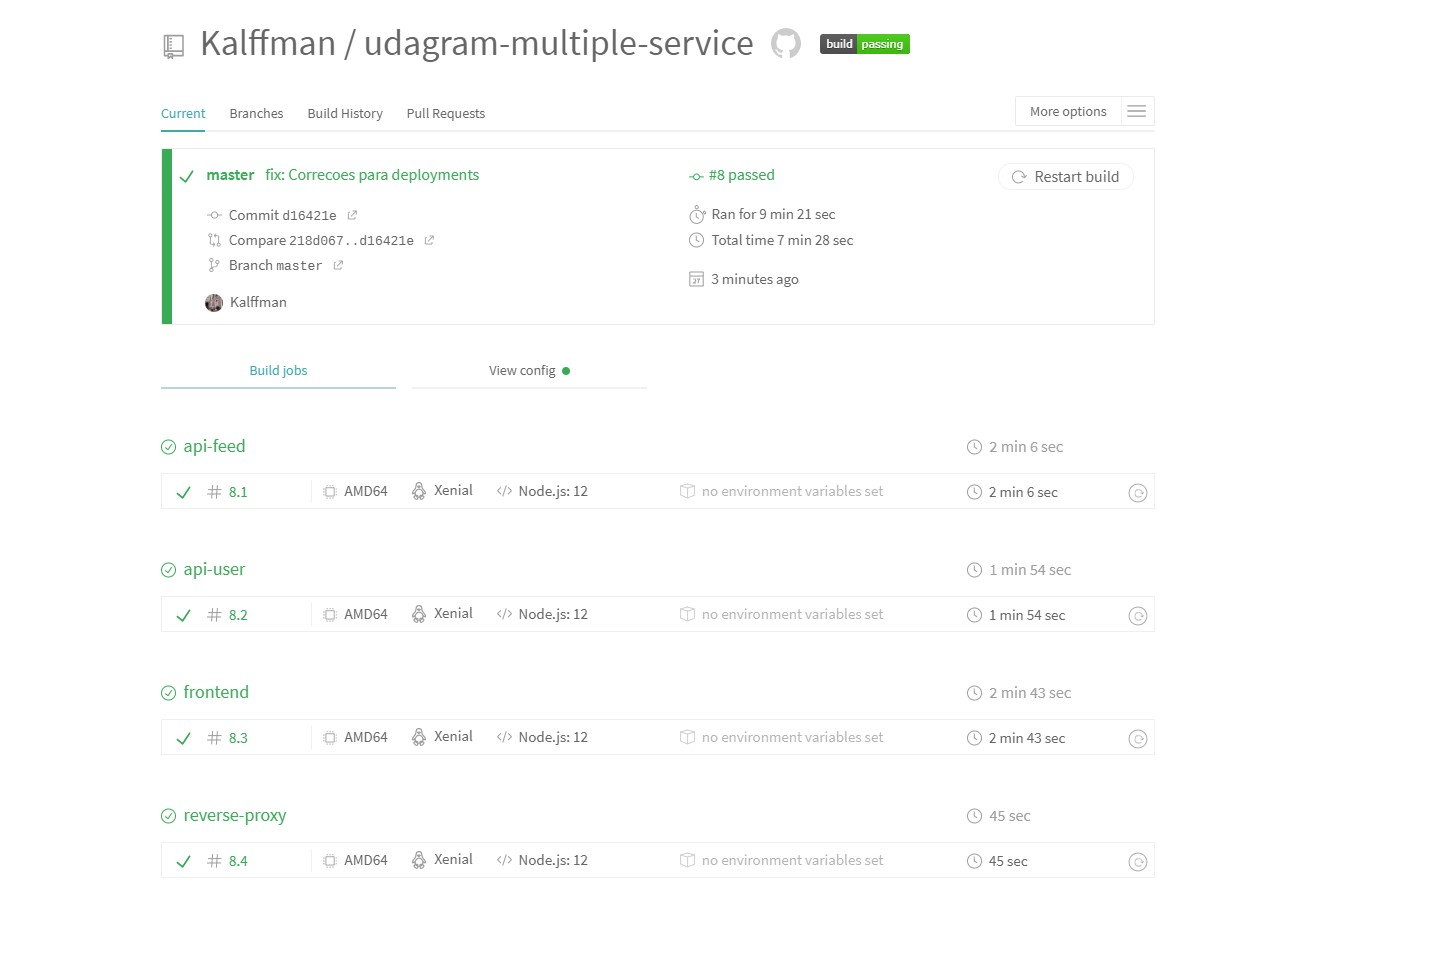 Kalffman / udagram-multiple-service build passing
Current Branches Build History Pull Requests More options
master fix: Correcoes para deployments #8 passed Restart build
Commit d16421e Ran for 9 min 21 sec
Compare 218d067..d16421e Total time 7 min 28 sec
Branch master
3 minutes ago
Kalffman
Build jobs View config
api-feed 2 min 6 sec
# 8.1 AMD64 Xenial </> Node.js: 12 no environment variables set 2 min 6 sec
api-user 1 min 54 sec
# 8.2 AMD64 Xenial </> Node.js: 12 no environment variables set 1 min 54 sec
frontend 2 min 43 sec
# 8.3 AMD64 Xenial </> Node.js: 12 no environment variables set 2 min 43 sec
reverse-proxy 45 sec
# 8.4 AMD64 Xenial </> Node.js: 12 no environment variables set 45 sec